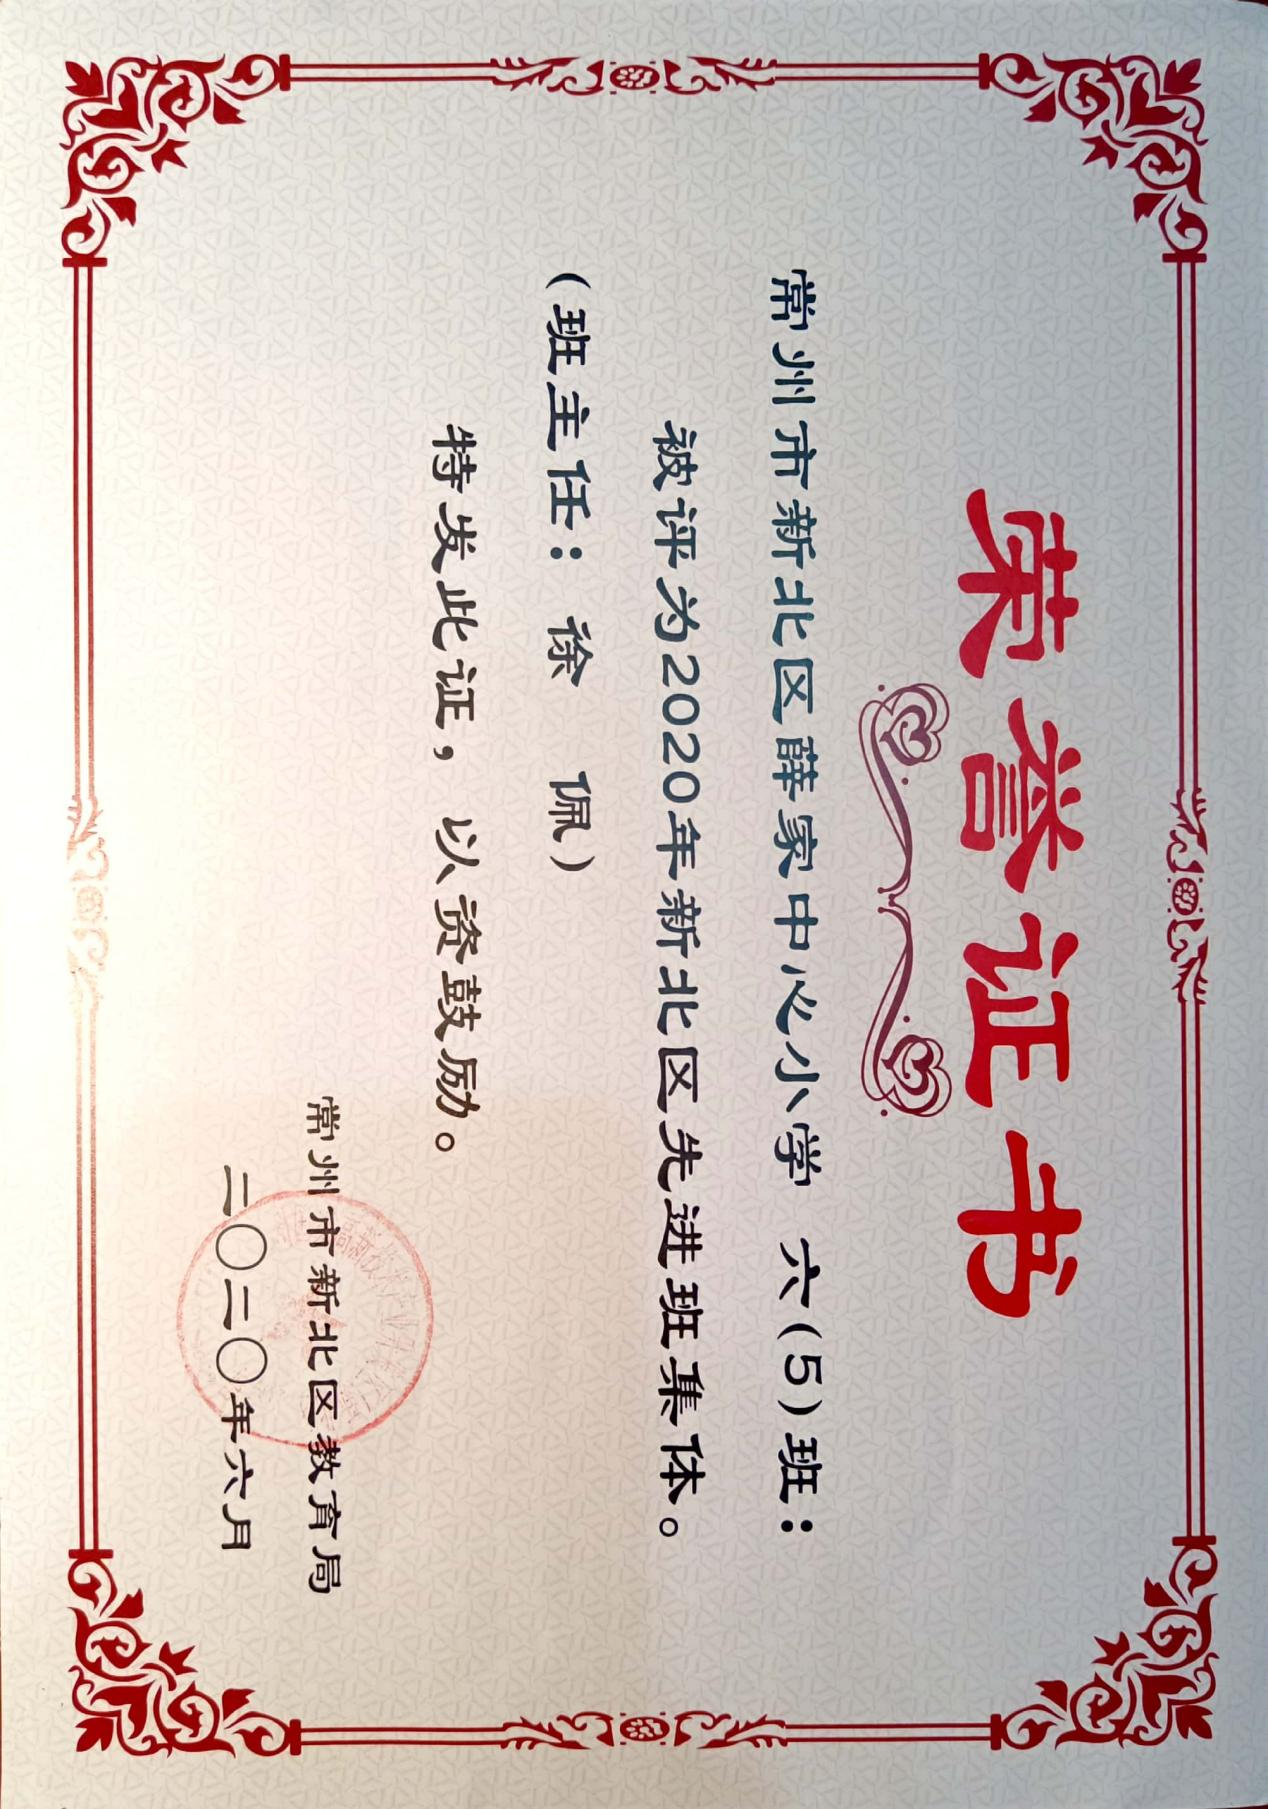 荣誉证书
常州市新北区薛家中心小学 六(5)班：
被评为2020年新北区先进班集体。
(班主任：徐 佩)
特发此证，以资鼓励。
常州市新北区教育局
二〇二〇年六月